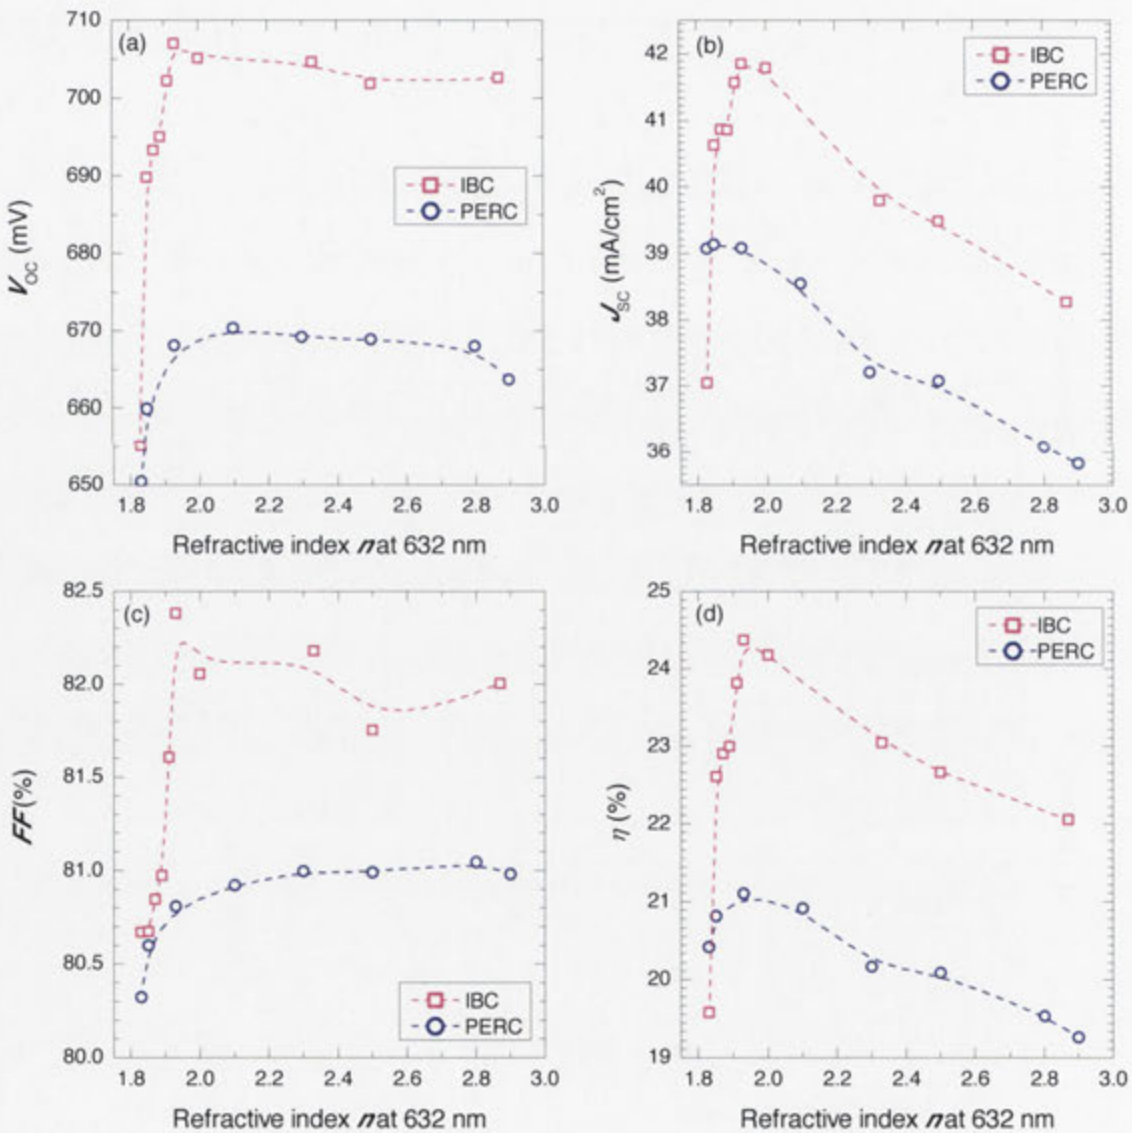 (a)
710
700
690
680
670
660
650
V_OC (mV)
IBC
PERC
1.8 2.0 2.2 2.4 2.6 2.8 3.0
Refractive index n at 632 nm
(b)
42
41
40
39
38
37
36
J_SC (mA/cm²)
IBC
PERC
1.8 2.0 2.2 2.4 2.6 2.8 3.0
Refractive index n at 632 nm
(c)
82.5
82.0
81.5
81.0
80.5
80.0
FF (%)
IBC
PERC
1.8 2.0 2.2 2.4 2.6 2.8 3.0
Refractive index n at 632 nm
(d)
25
24
23
22
21
20
19
η (%)
IBC
PERC
1.8 2.0 2.2 2.4 2.6 2.8 3.0
Refractive index n at 632 nm